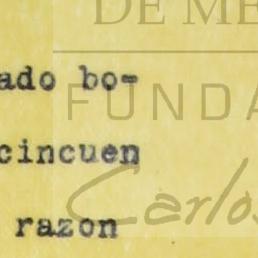 DE ME
ado bo=
FUNDA
cincuen
Carlos
razon